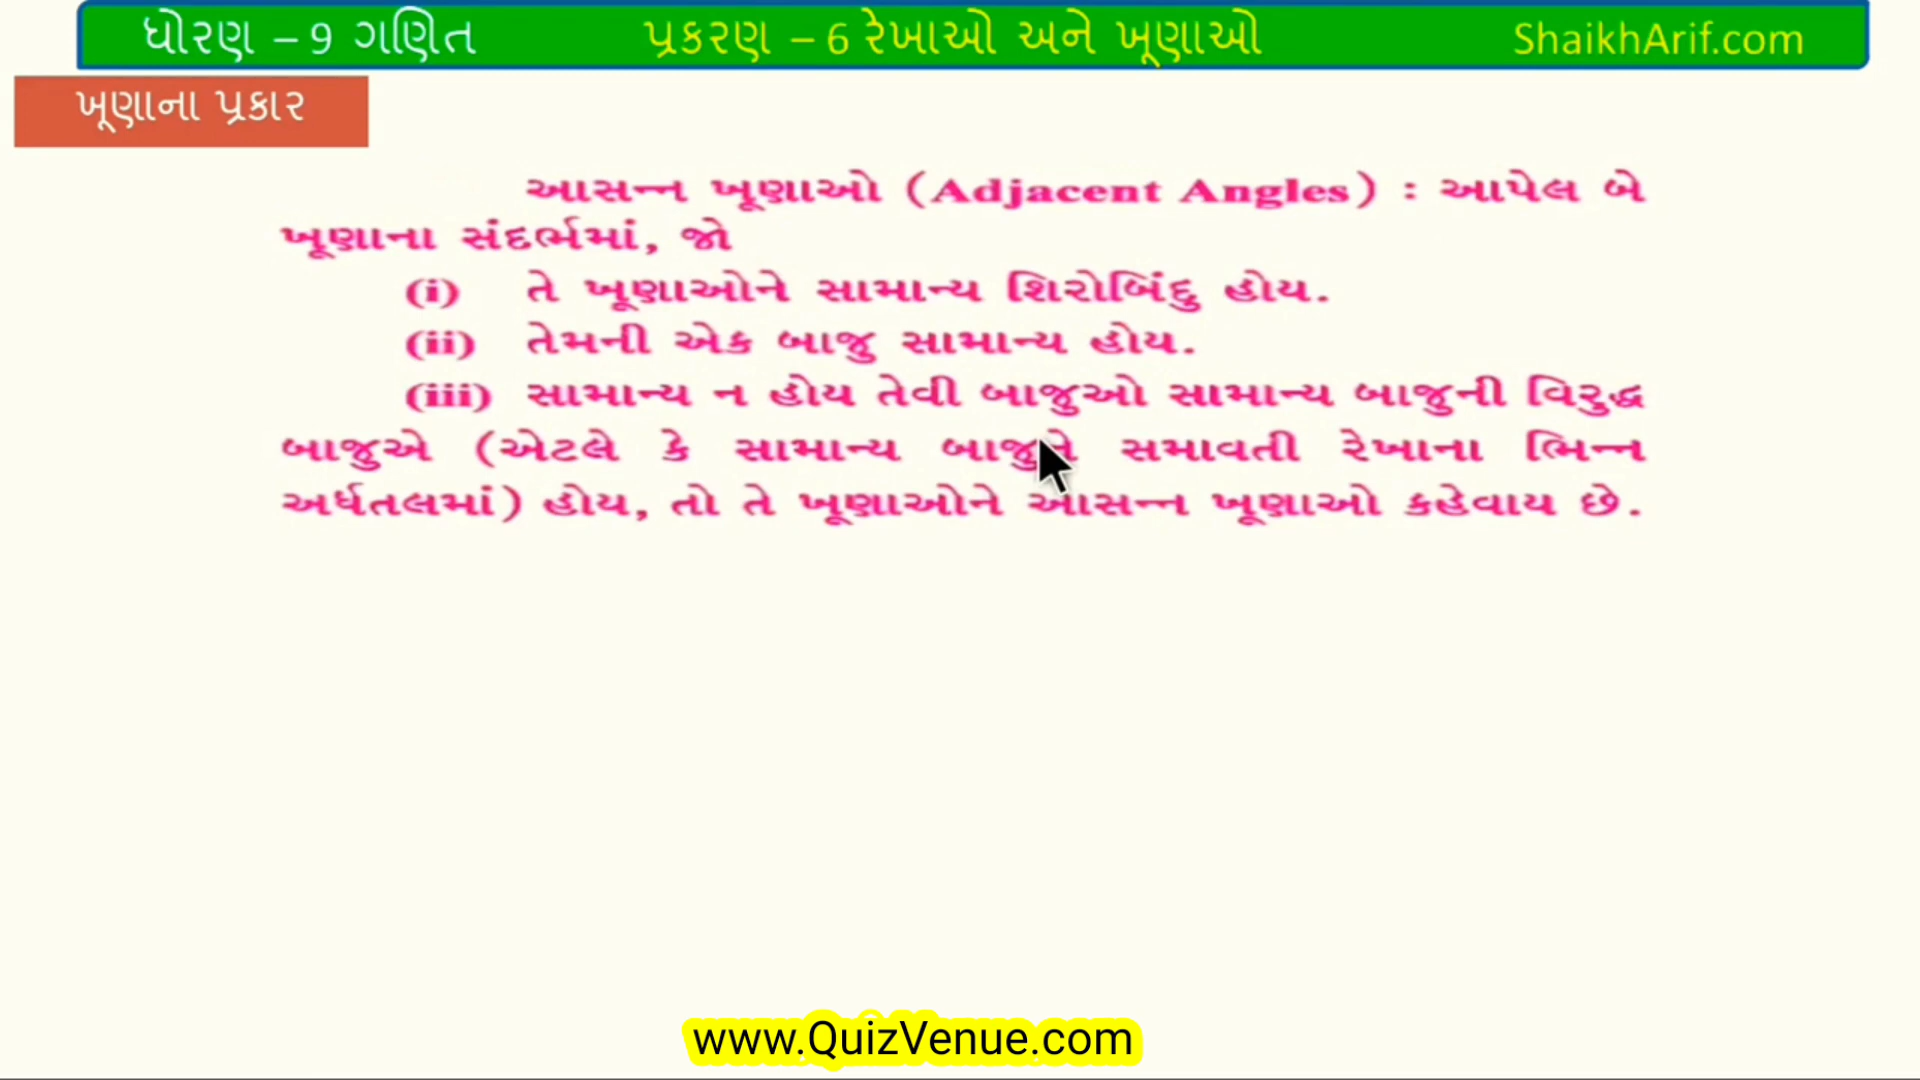 ધોરણ – 9 ગણિત પ્રકરણ – 6 રેખાઓ અને ખૂણાઓ ShaikhArif.com
ખૂણાના પ્રકાર
આસન્ન ખૂણાઓ (Adjacent Angles) : આપેલ બે
ખૂણાના સંદર્ભમાં, જો
(i) તે ખૂણાઓને સામાન્ય શિરોબિંદુ હોય.
(ii) તેમની એક બાજુ સામાન્ય હોય.
(iii) સામાન્ય ન હોય તેવી બાજુઓ સામાન્ય બાજુની વિરુદ્ધ
બાજુએ (એટલે કે સામાન્ય બાજુને સમાવતી રેખાના ભિન્ન
અર્ધતલમાં) હોય, તો તે ખૂણાઓને આસન્ન ખૂણાઓ કહેવાય છે.
www.QuizVenue.com